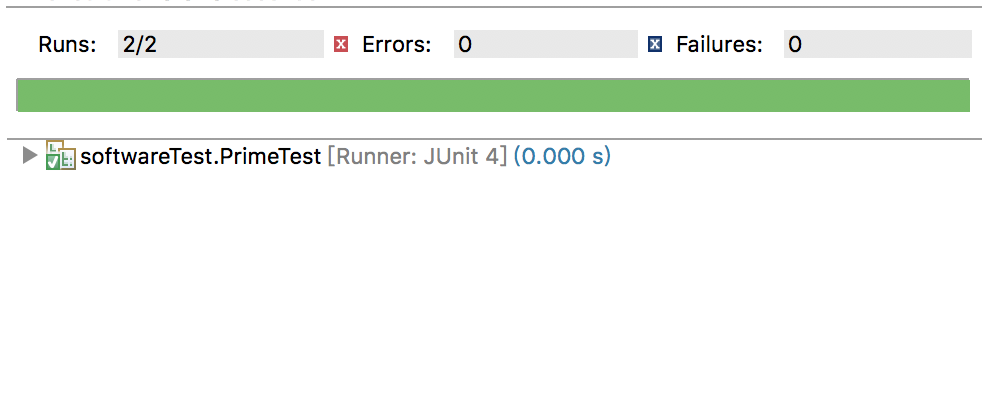 Runs: 2/2 Errors: 0 Failures: 0
softwareTest.PrimeTest [Runner: JUnit 4] (0.000 s)